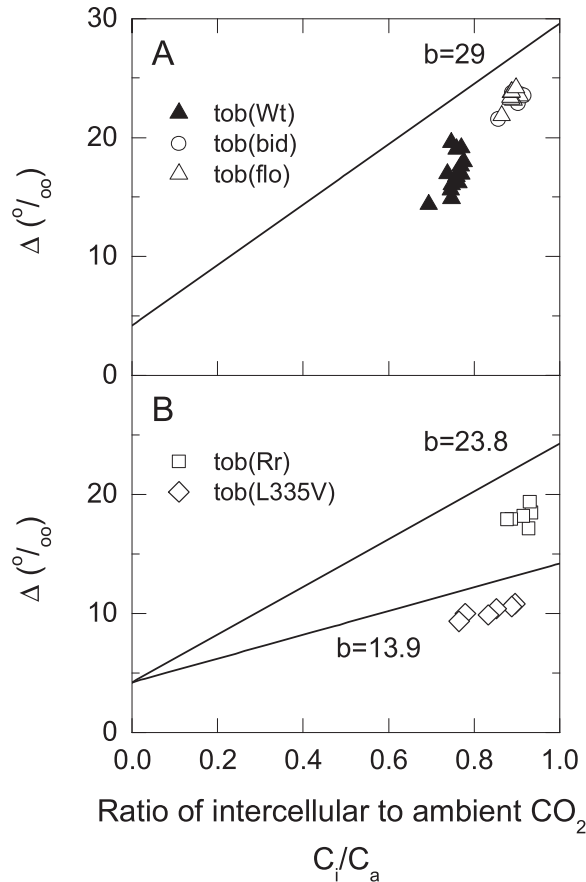 30
A
b=29
tob(Wt)
20
tob(bid)
tob(flo)
Δ (°/oo)
10
0
B
b=23.8
tob(Rr)
20
tob(L335V)
Δ (°/oo)
10
b=13.9
0
0.0 0.2 0.4 0.6 0.8 1.0
Ratio of intercellular to ambient CO₂
Cᵢ/Cₐ